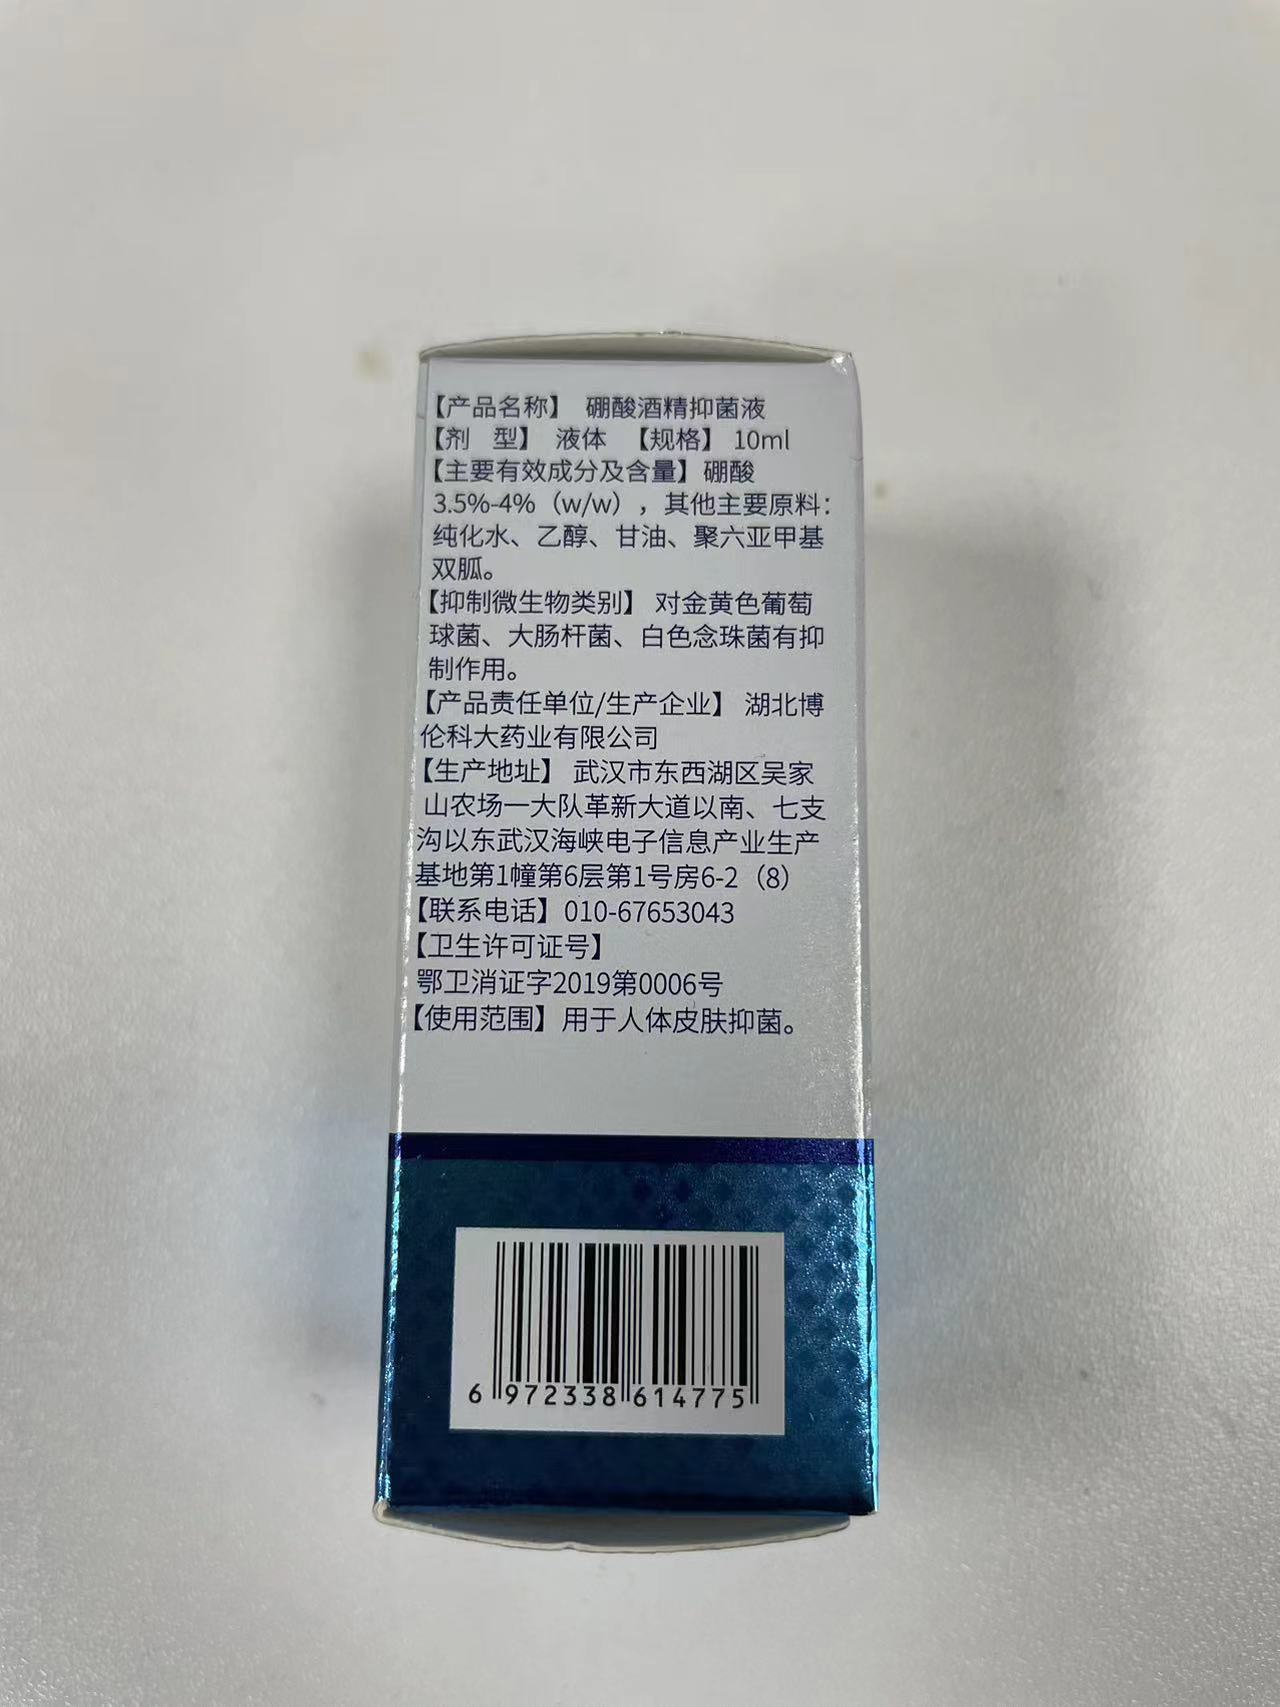 【产品名称】 硼酸酒精抑菌液
【剂 型】 液体 【规格】 10ml
【主要有效成分及含量】硼酸
3.5%-4%（w/w），其他主要原料：
纯化水、乙醇、甘油、聚六亚甲基
双胍。
【抑制微生物类别】 对金黄色葡萄
球菌、大肠杆菌、白色念珠菌有抑
制作用。
【产品责任单位/生产企业】 湖北博
伦科大药业有限公司
【生产地址】 武汉市东西湖区吴家
山农场一大队革新大道以南、七支
沟以东武汉海峡电子信息产业生产
基地第1幢第6层第1号房6-2（8）
【联系电话】010-67653043
【卫生许可证号】
鄂卫消证字2019第0006号
【使用范围】用于人体皮肤抑菌。
6 972338 614775